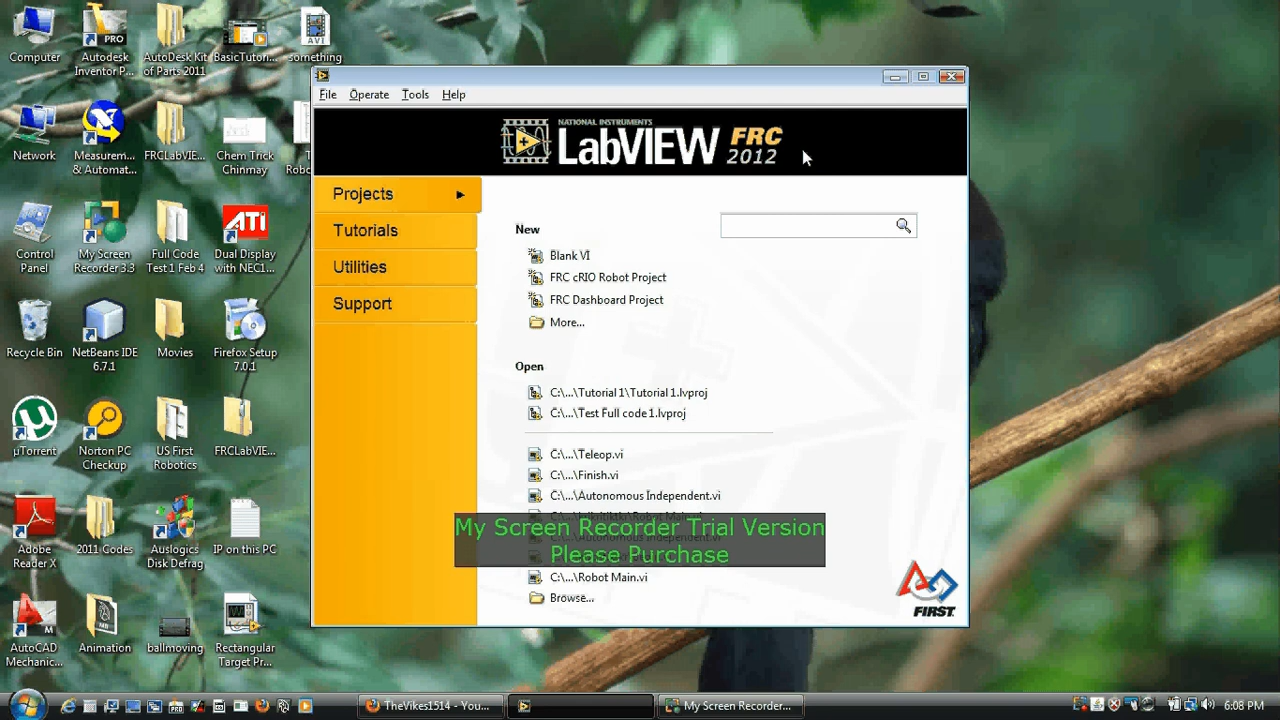 Computer
Autodesk
Inventor P...
AutoDesk Kit
of Parts 2011
BasicTutori...
something
Network
Measurem...
& Automat...
FRCLabVIE...
Chem Trick
Chinmay
Control
Panel
My Screen
Recorder 3.3
Full Code
Test 1 Feb 4
Dual Display
with NEC1...
Recycle Bin
NetBeans IDE
6.7.1
Movies
Firefox Setup
7.0.1
µTorrent
Norton PC
Checkup
US First
Robotics
FRCLabVIE...
Adobe
Reader X
2011 Codes
Auslogics
Disk Defrag
IP on this PC
AutoCAD
Mechanic...
Animation
ballmoving
Rectangular
Target Pr...
PRO
AVI
ATI
File Operate Tools Help
NATIONAL INSTRUMENTS
LabVIEW FRC
2012
Projects
Tutorials
Utilities
Support
New
Blank VI
FRC cRIO Robot Project
FRC Dashboard Project
More...
Open
C:\...\Tutorial 1\Tutorial 1.lvproj
C:\...\Test Full code 1.lvproj
C:\...\Teleop.vi
C:\...\Finish.vi
C:\...\Autonomous Independent.vi
My Screen Recorder Trial Version
Please Purchase
C:\...\Robot Main.vi
Browse...
FIRST
TheVikes1514 - You...
My Screen Recorder...
6:08 PM